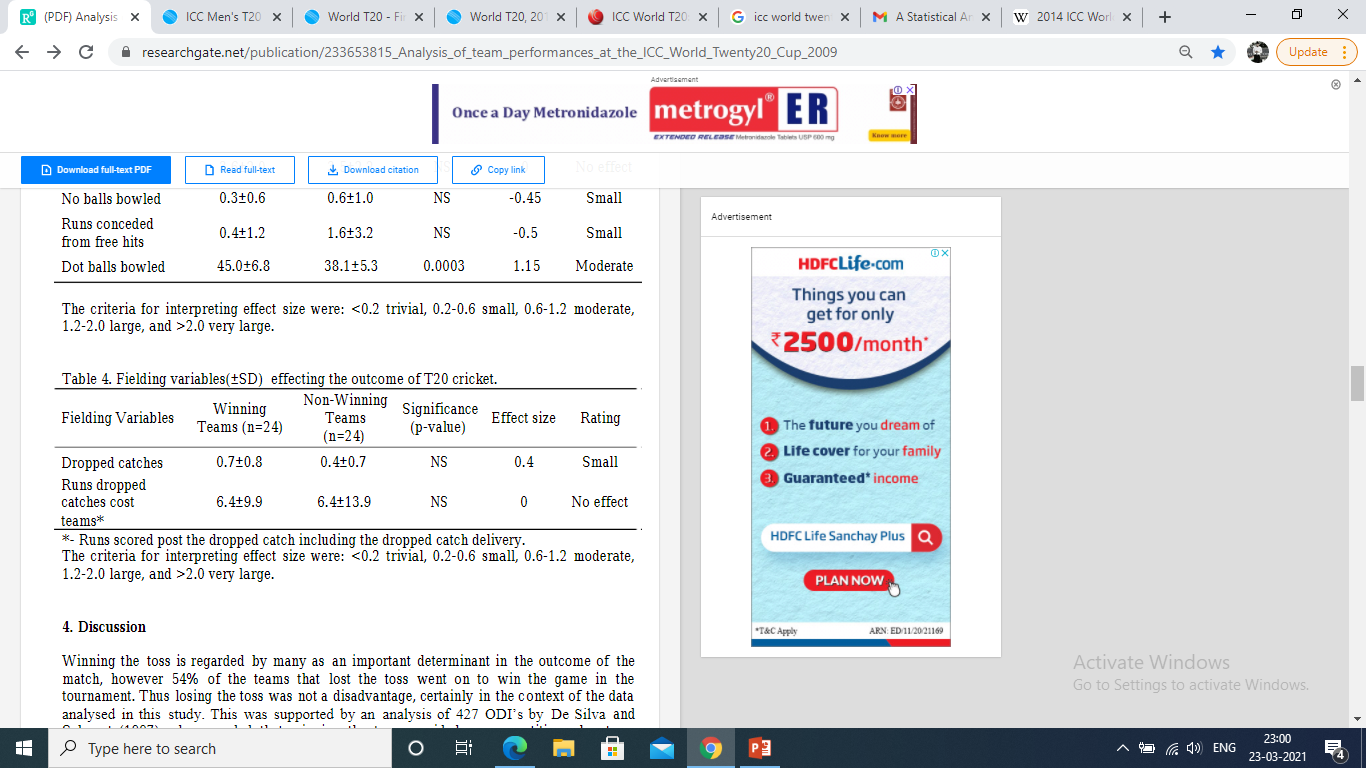 (PDF) Analysis
ICC Men's T20
World T20 - Fi
World T20, 201
ICC World T20
icc world twen
A Statistical Ar
2014 ICC Worl
researchgate.net/publication/233653815_Analysis_of_team_performances_at_the_ICC_World_Twenty20_Cup_2009
Update
Advertisement
Once a Day Metronidazole
metrogyl® ER
EXTENDED RELEASE Metronidazole Tablets USP 600 mg
Know more
Download full-text PDF
Read full-text
Download citation
Copy link
No effect
No balls bowled 0.3±0.6 0.6±1.0 NS -0.45 Small
Runs conceded
from free hits 0.4±1.2 1.6±3.2 NS -0.5 Small
Dot balls bowled 45.0±6.8 38.1±5.3 0.0003 1.15 Moderate
The criteria for interpreting effect size were: <0.2 trivial, 0.2-0.6 small, 0.6-1.2 moderate,
1.2-2.0 large, and >2.0 very large.
Table 4. Fielding variables(±SD) effecting the outcome of T20 cricket.
Fielding Variables
Winning
Teams (n=24)
Non-Winning
Teams
(n=24)
Significance
(p-value)
Effect size
Rating
Dropped catches 0.7±0.8 0.4±0.7 NS 0.4 Small
Runs dropped
catches cost 6.4±9.9 6.4±13.9 NS 0 No effect
teams*
*- Runs scored post the dropped catch including the dropped catch delivery.
The criteria for interpreting effect size were: <0.2 trivial, 0.2-0.6 small, 0.6-1.2 moderate,
1.2-2.0 large, and >2.0 very large.
4. Discussion
Winning the toss is regarded by many as an important determinant in the outcome of the
match, however 54% of the teams that lost the toss went on to win the game in the
tournament. Thus losing the toss was not a disadvantage, certainly in the context of the data
analysed in this study. This was supported by an analysis of 427 ODI's by De Silva and
Advertisement
HDFCLife.com
Things you can
get for only
₹2500/month*
1. The future you dream of
2. Life cover for your family
3. Guaranteed* income
HDFC Life Sanchay Plus
PLAN NOW
*T&C Apply
ARN: ED/11/20/21169
Activate Windows
Go to Settings to activate Windows.
Type here to search
ENG
23:00
23-03-2021
4